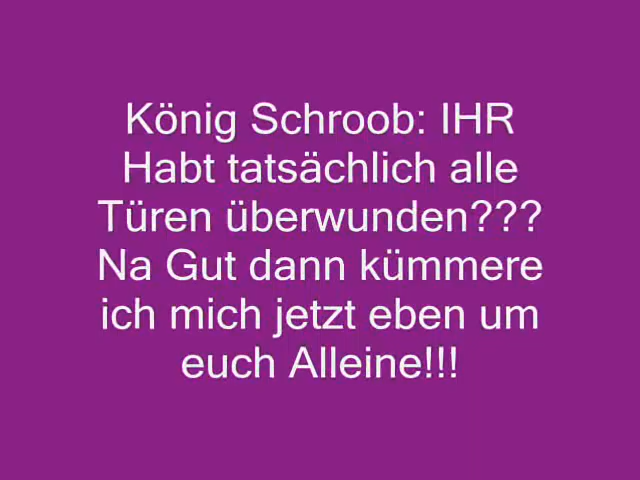 König Schroob: IHR
Habt tatsächlich alle
Türen überwunden???
Na Gut dann kümmere
ich mich jetzt eben um
euch Alleine!!!